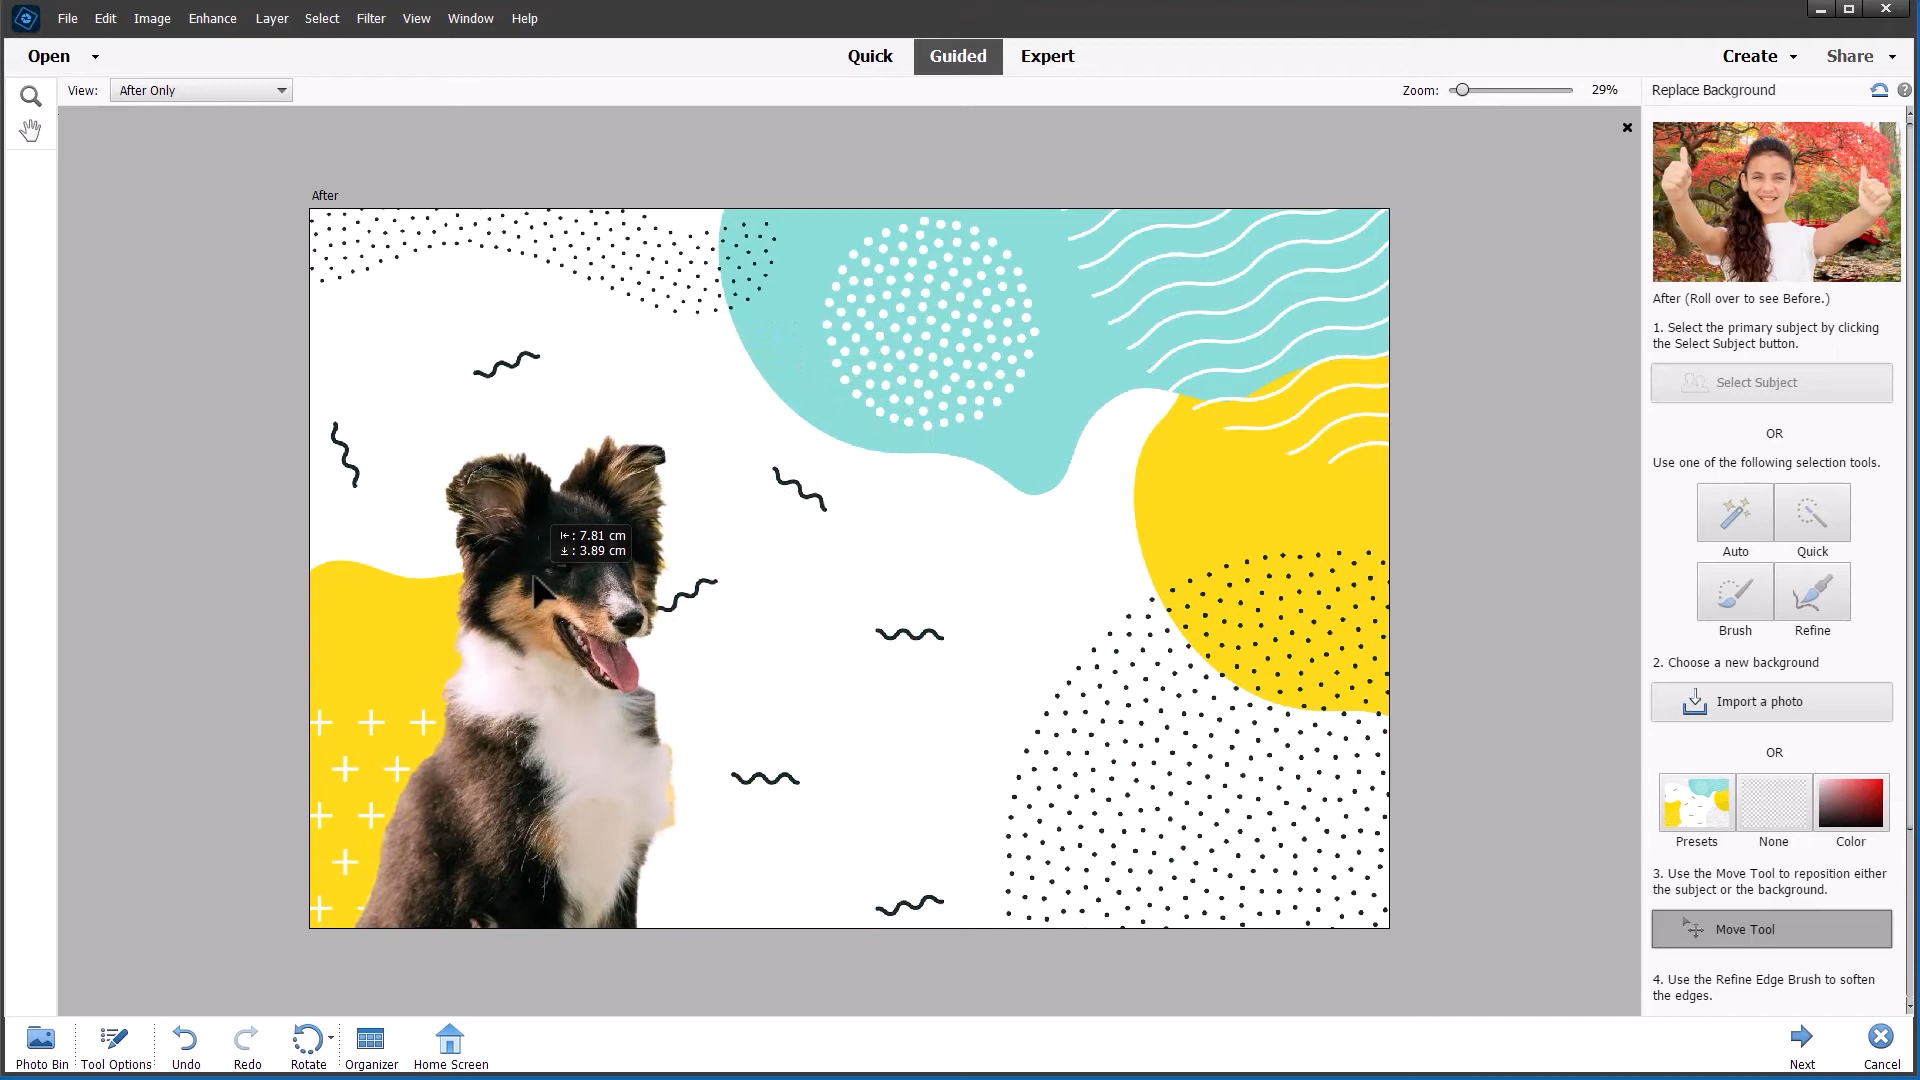 File Edit Image Enhance Layer Select Filter View Window Help
Open Quick Guided Expert Create Share
View: After Only Zoom: 29% Replace Background
After
After (Roll over to see Before.)
1. Select the primary subject by clicking
the Select Subject button.
Select Subject
OR
Use one of the following selection tools.
Auto Quick
Brush Refine
2. Choose a new background
Import a photo
OR
Presets None Color
3. Use the Move Tool to reposition either
the subject or the background.
Move Tool
4. Use the Refine Edge Brush to soften
the edges.
: 7.81 cm
: 3.89 cm
Photo Bin Tool Options Undo Redo Rotate Organizer Home Screen Next Cancel